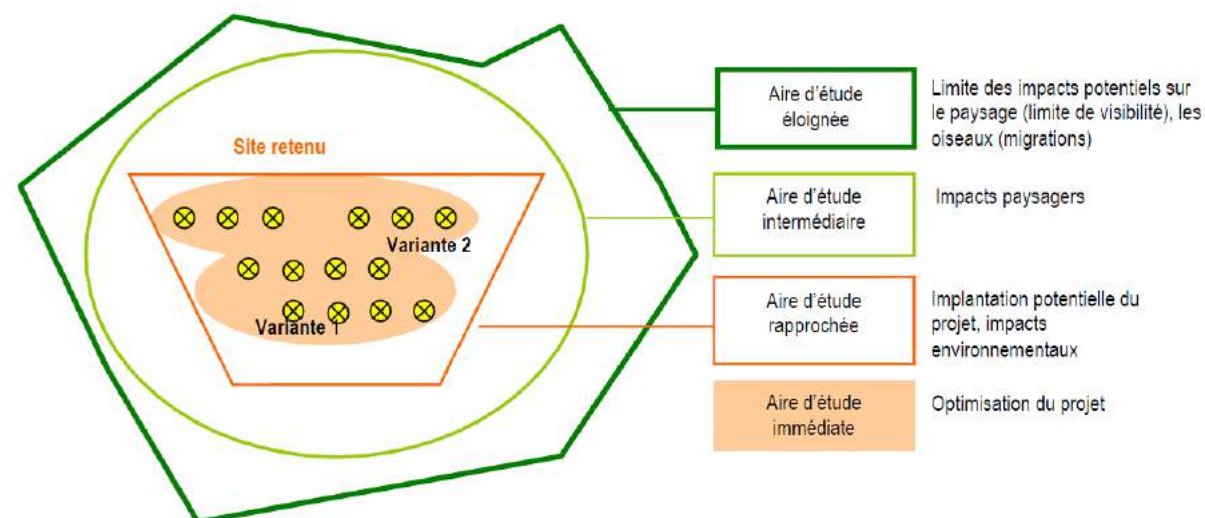 Site retenu
Variante 2
Variante 1
Aire d'étude
éloignée
Limite des impacts potentiels sur
le paysage (limite de visibilité), les
oiseaux (migrations)
Aire d'étude
intermédiaire
Impacts paysagers
Aire d'étude
rapprochée
Implantation potentielle du
projet, impacts
environnementaux
Aire d'étude
immédiate
Optimisation du projet